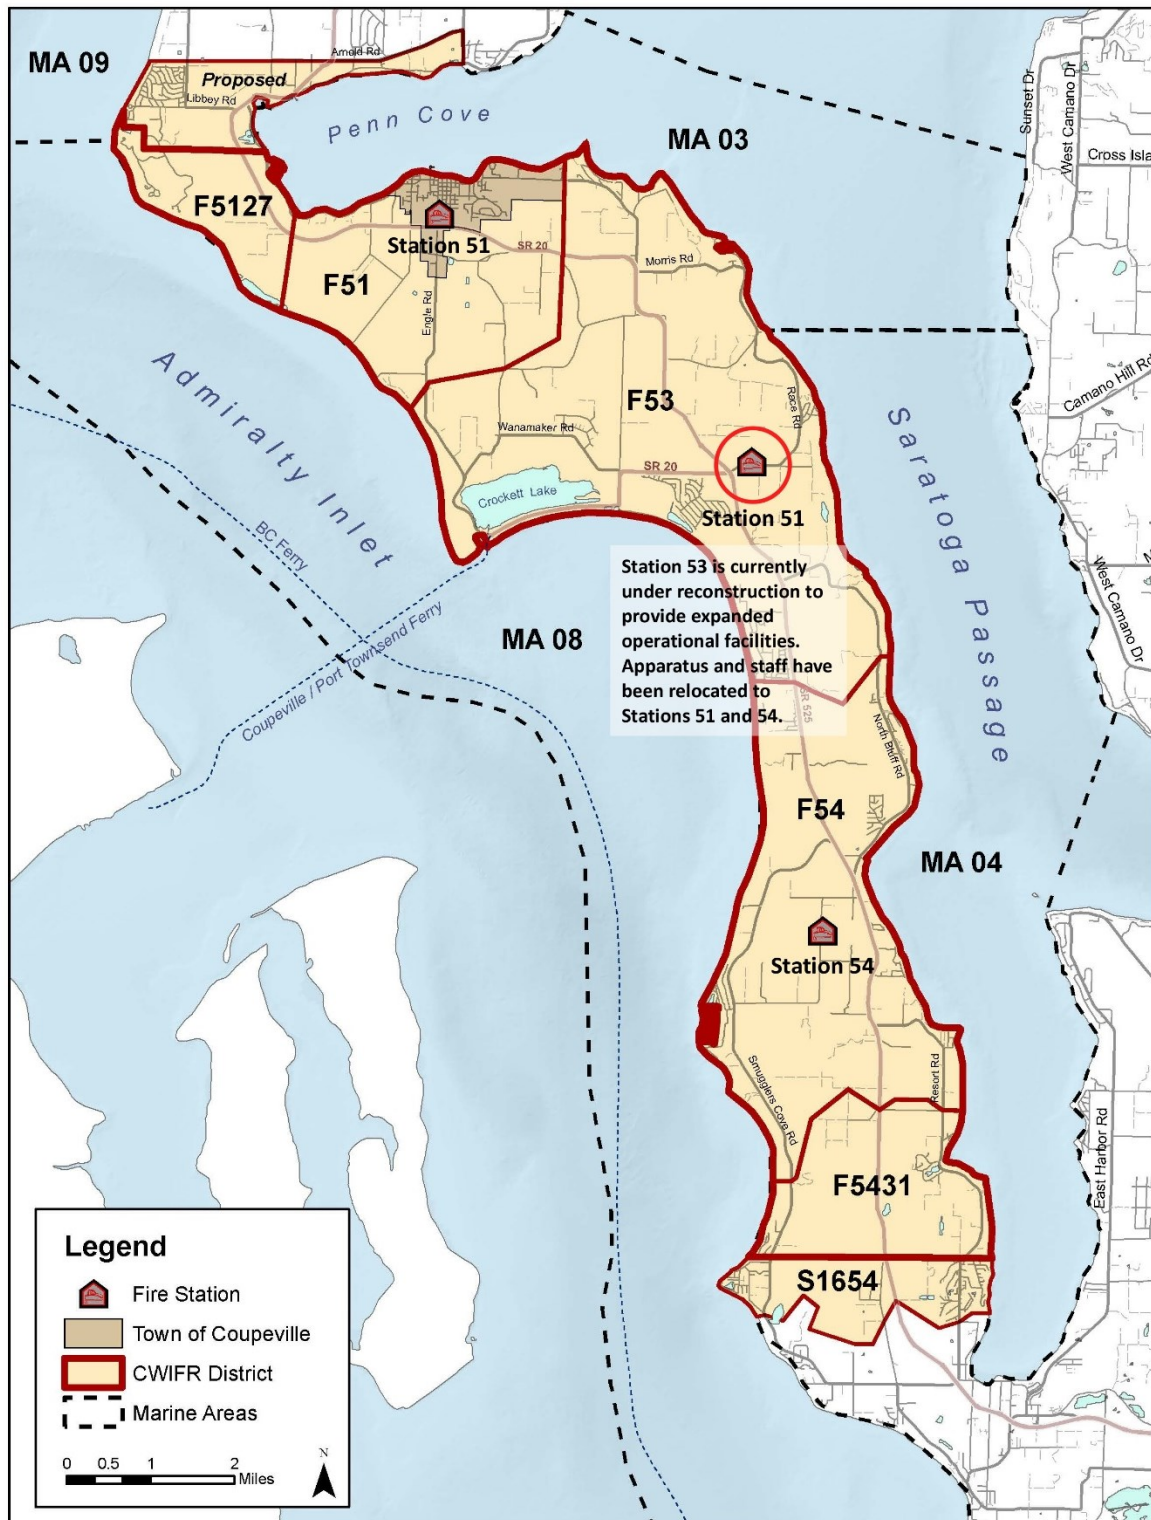 MA 09
Arnold Rd
Proposed
Libbey Rd
Penn Cove
MA 03
Sunset Dr
West Camano Dr
Cross Isla
F5127
Station 51
SR 20
F51
Engle Rd
Morris Rd
Admiralty Inlet
Saratoga Passage
Camano Hill Rd
F53
Race Rd
Wanamaker Rd
SR 20
Crockett Lake
Station 51
BC Ferry
Coupeville / Port Townsend Ferry
West Camano Dr
Station 53 is currently
under reconstruction to
provide expanded
operational facilities.
Apparatus and staff have
been relocated to
Stations 51 and 54.
MA 08
SR 525
North Bluff Rd
F54
MA 04
Station 54
Smugglers Cove Rd
Resort Rd
East Harbor Rd
F5431
S1654
Legend
Fire Station
Town of Coupeville
CWIFR District
Marine Areas
0 0.5 1 2
Miles
N